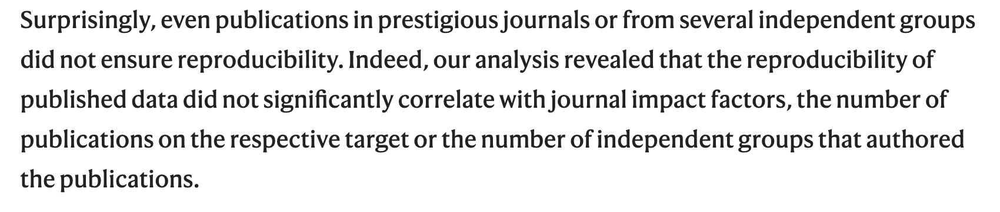 Surprisingly, even publications in prestigious journals or from several independent groups
did not ensure reproducibility. Indeed, our analysis revealed that the reproducibility of
published data did not significantly correlate with journal impact factors, the number of
publications on the respective target or the number of independent groups that authored
the publications.